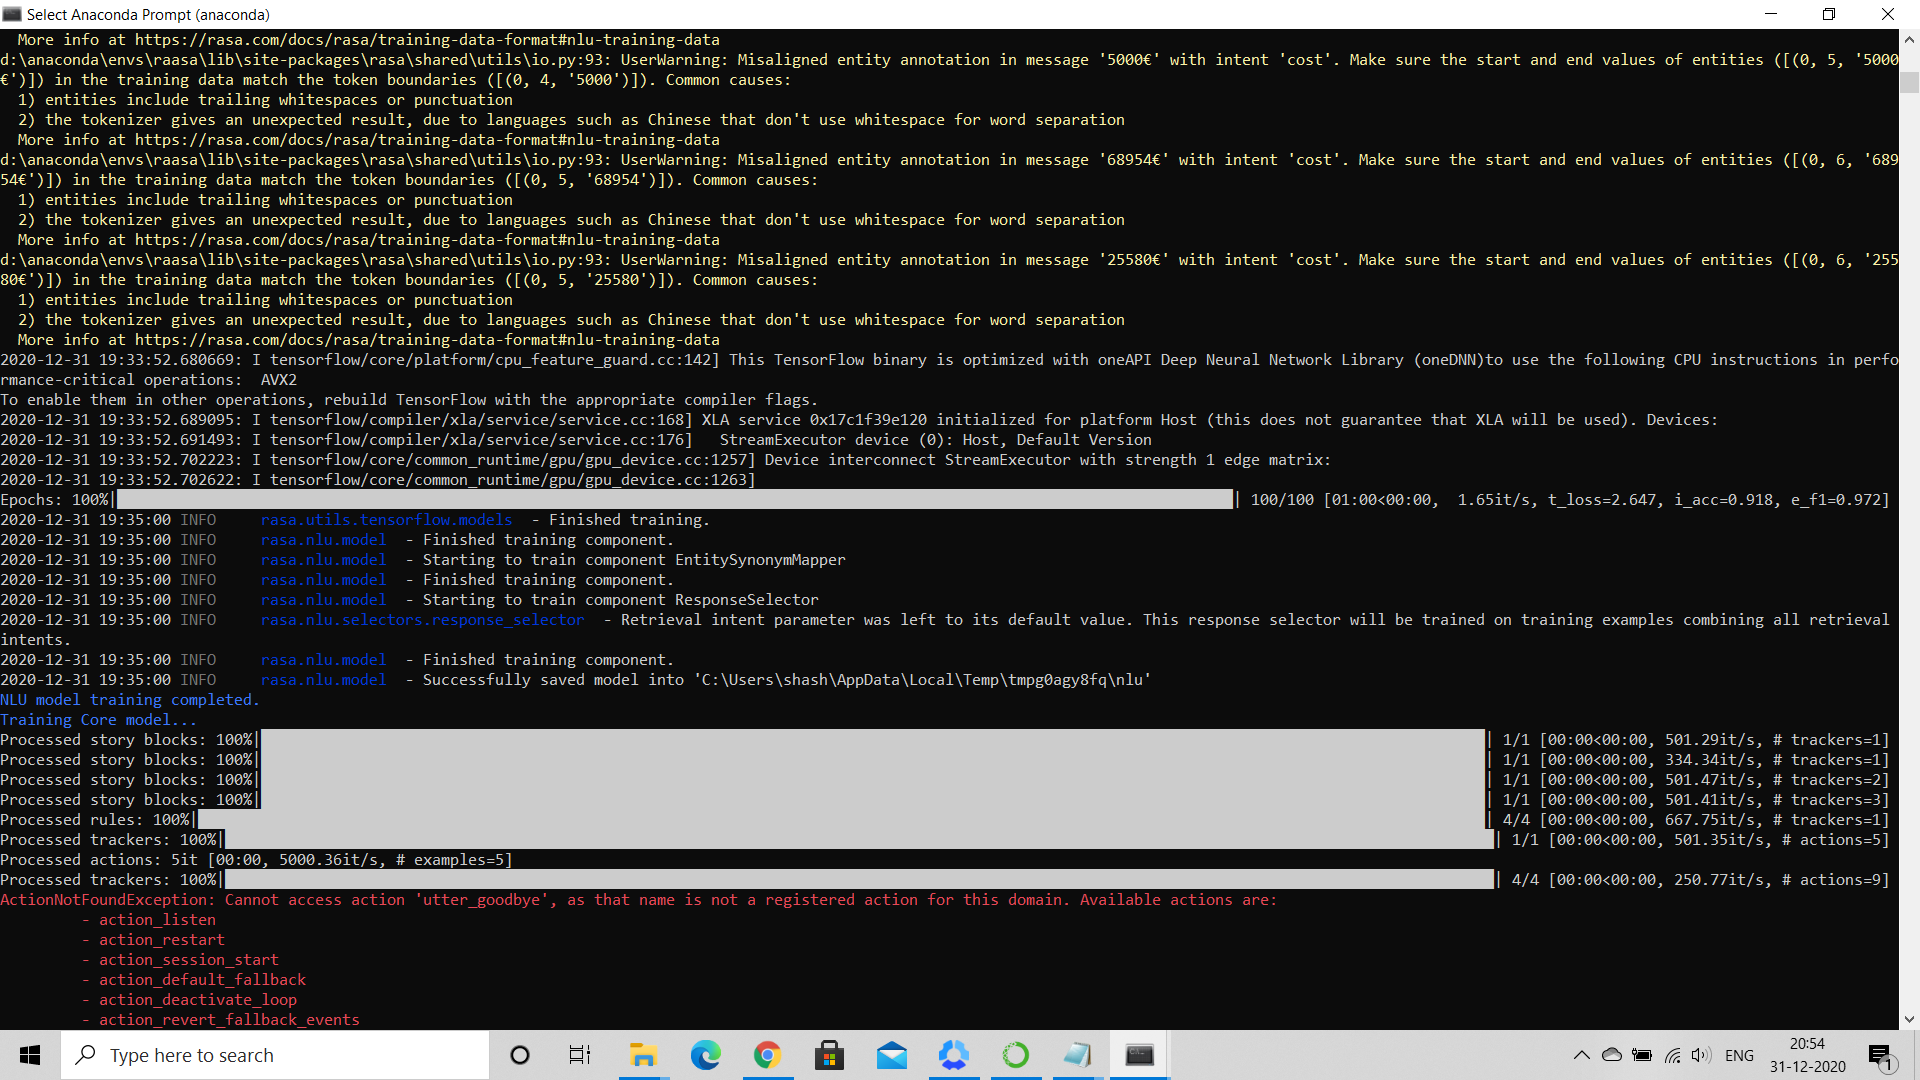 Select Anaconda Prompt (anaconda)
More info at https://rasa.com/docs/rasa/training-data-format#nlu-training-data
d:\anaconda\envs\raasa\lib\site-packages\rasa\shared\utils\io.py:93: UserWarning: Misaligned entity annotation in message '5000€' with intent 'cost'. Make sure the start and end values of entities ([(0, 5, '5000
€')]) in the training data match the token boundaries ([(0, 4, '5000')]). Common causes:
1) entities include trailing whitespaces or punctuation
2) the tokenizer gives an unexpected result, due to languages such as Chinese that don't use whitespace for word separation
More info at https://rasa.com/docs/rasa/training-data-format#nlu-training-data
d:\anaconda\envs\raasa\lib\site-packages\rasa\shared\utils\io.py:93: UserWarning: Misaligned entity annotation in message '68954€' with intent 'cost'. Make sure the start and end values of entities ([(0, 6, '689
54€')]) in the training data match the token boundaries ([(0, 5, '68954')]). Common causes:
1) entities include trailing whitespaces or punctuation
2) the tokenizer gives an unexpected result, due to languages such as Chinese that don't use whitespace for word separation
More info at https://rasa.com/docs/rasa/training-data-format#nlu-training-data
d:\anaconda\envs\raasa\lib\site-packages\rasa\shared\utils\io.py:93: UserWarning: Misaligned entity annotation in message '25580€' with intent 'cost'. Make sure the start and end values of entities ([(0, 6, '255
80€')]) in the training data match the token boundaries ([(0, 5, '25580')]). Common causes:
1) entities include trailing whitespaces or punctuation
2) the tokenizer gives an unexpected result, due to languages such as Chinese that don't use whitespace for word separation
More info at https://rasa.com/docs/rasa/training-data-format#nlu-training-data
2020-12-31 19:33:52.680669: I tensorflow/core/platform/cpu_feature_guard.cc:142] This TensorFlow binary is optimized with oneAPI Deep Neural Network Library (oneDNN)to use the following CPU instructions in perfo
rmance-critical operations:  AVX2
To enable them in other operations, rebuild TensorFlow with the appropriate compiler flags.
2020-12-31 19:33:52.689095: I tensorflow/compiler/xla/service/service.cc:168] XLA service 0x17c1f39e120 initialized for platform Host (this does not guarantee that XLA will be used). Devices:
2020-12-31 19:33:52.691493: I tensorflow/compiler/xla/service/service.cc:176]   StreamExecutor device (0): Host, Default Version
2020-12-31 19:33:52.702223: I tensorflow/core/common_runtime/gpu/gpu_device.cc:1257] Device interconnect StreamExecutor with strength 1 edge matrix:
2020-12-31 19:33:52.702622: I tensorflow/core/common_runtime/gpu/gpu_device.cc:1263]
Epochs: 100%| | 100/100 [01:00<00:00,  1.65it/s, t_loss=2.647, i_acc=0.918, e_f1=0.972]
2020-12-31 19:35:00 INFO     rasa.utils.tensorflow.models  - Finished training.
2020-12-31 19:35:00 INFO     rasa.nlu.model  - Finished training component.
2020-12-31 19:35:00 INFO     rasa.nlu.model  - Starting to train component EntitySynonymMapper
2020-12-31 19:35:00 INFO     rasa.nlu.model  - Finished training component.
2020-12-31 19:35:00 INFO     rasa.nlu.model  - Starting to train component ResponseSelector
2020-12-31 19:35:00 INFO     rasa.nlu.selectors.response_selector  - Retrieval intent parameter was left to its default value. This response selector will be trained on training examples combining all retrieval
intents.
2020-12-31 19:35:00 INFO     rasa.nlu.model  - Finished training component.
2020-12-31 19:35:00 INFO     rasa.nlu.model  - Successfully saved model into 'C:\Users\shash\AppData\Local\Temp\tmpg0agy8fq\nlu'
NLU model training completed.
Training Core model...
Processed story blocks: 100%| | 1/1 [00:00<00:00, 501.29it/s, # trackers=1]
Processed story blocks: 100%| | 1/1 [00:00<00:00, 334.34it/s, # trackers=1]
Processed story blocks: 100%| | 1/1 [00:00<00:00, 501.47it/s, # trackers=2]
Processed story blocks: 100%| | 1/1 [00:00<00:00, 501.41it/s, # trackers=3]
Processed rules: 100%| | 4/4 [00:00<00:00, 667.75it/s, # trackers=1]
Processed trackers: 100%| | 1/1 [00:00<00:00, 501.35it/s, # actions=5]
Processed actions: 5it [00:00, 5000.36it/s, # examples=5]
Processed trackers: 100%| | 4/4 [00:00<00:00, 250.77it/s, # actions=9]
ActionNotFoundException: Cannot access action 'utter_goodbye', as that name is not a registered action for this domain. Available actions are:
- action_listen
- action_restart
- action_session_start
- action_default_fallback
- action_deactivate_loop
- action_revert_fallback_events
Type here to search
ENG
20:54
31-12-2020
1